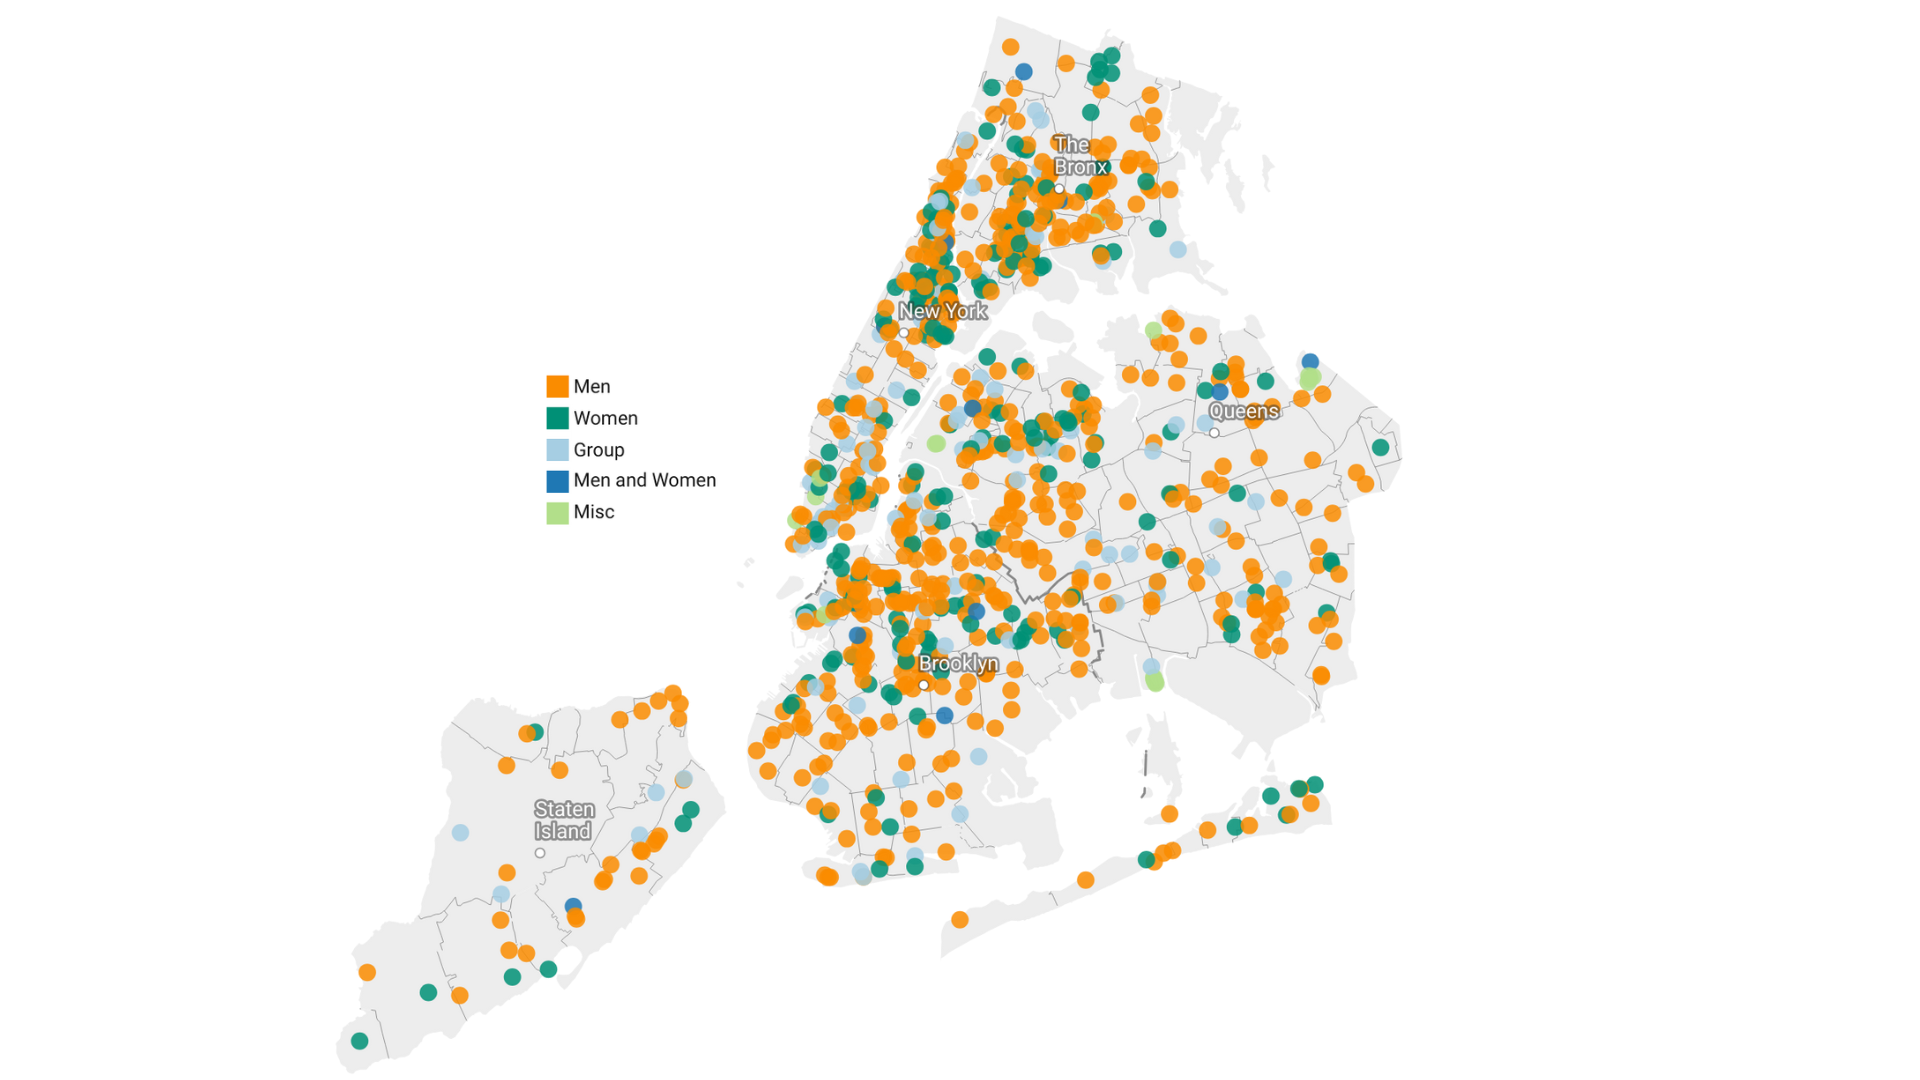 The
Bronx
New York
Men
Women
Group
Men and Women
Misc
Queens
Brooklyn
Staten
Island